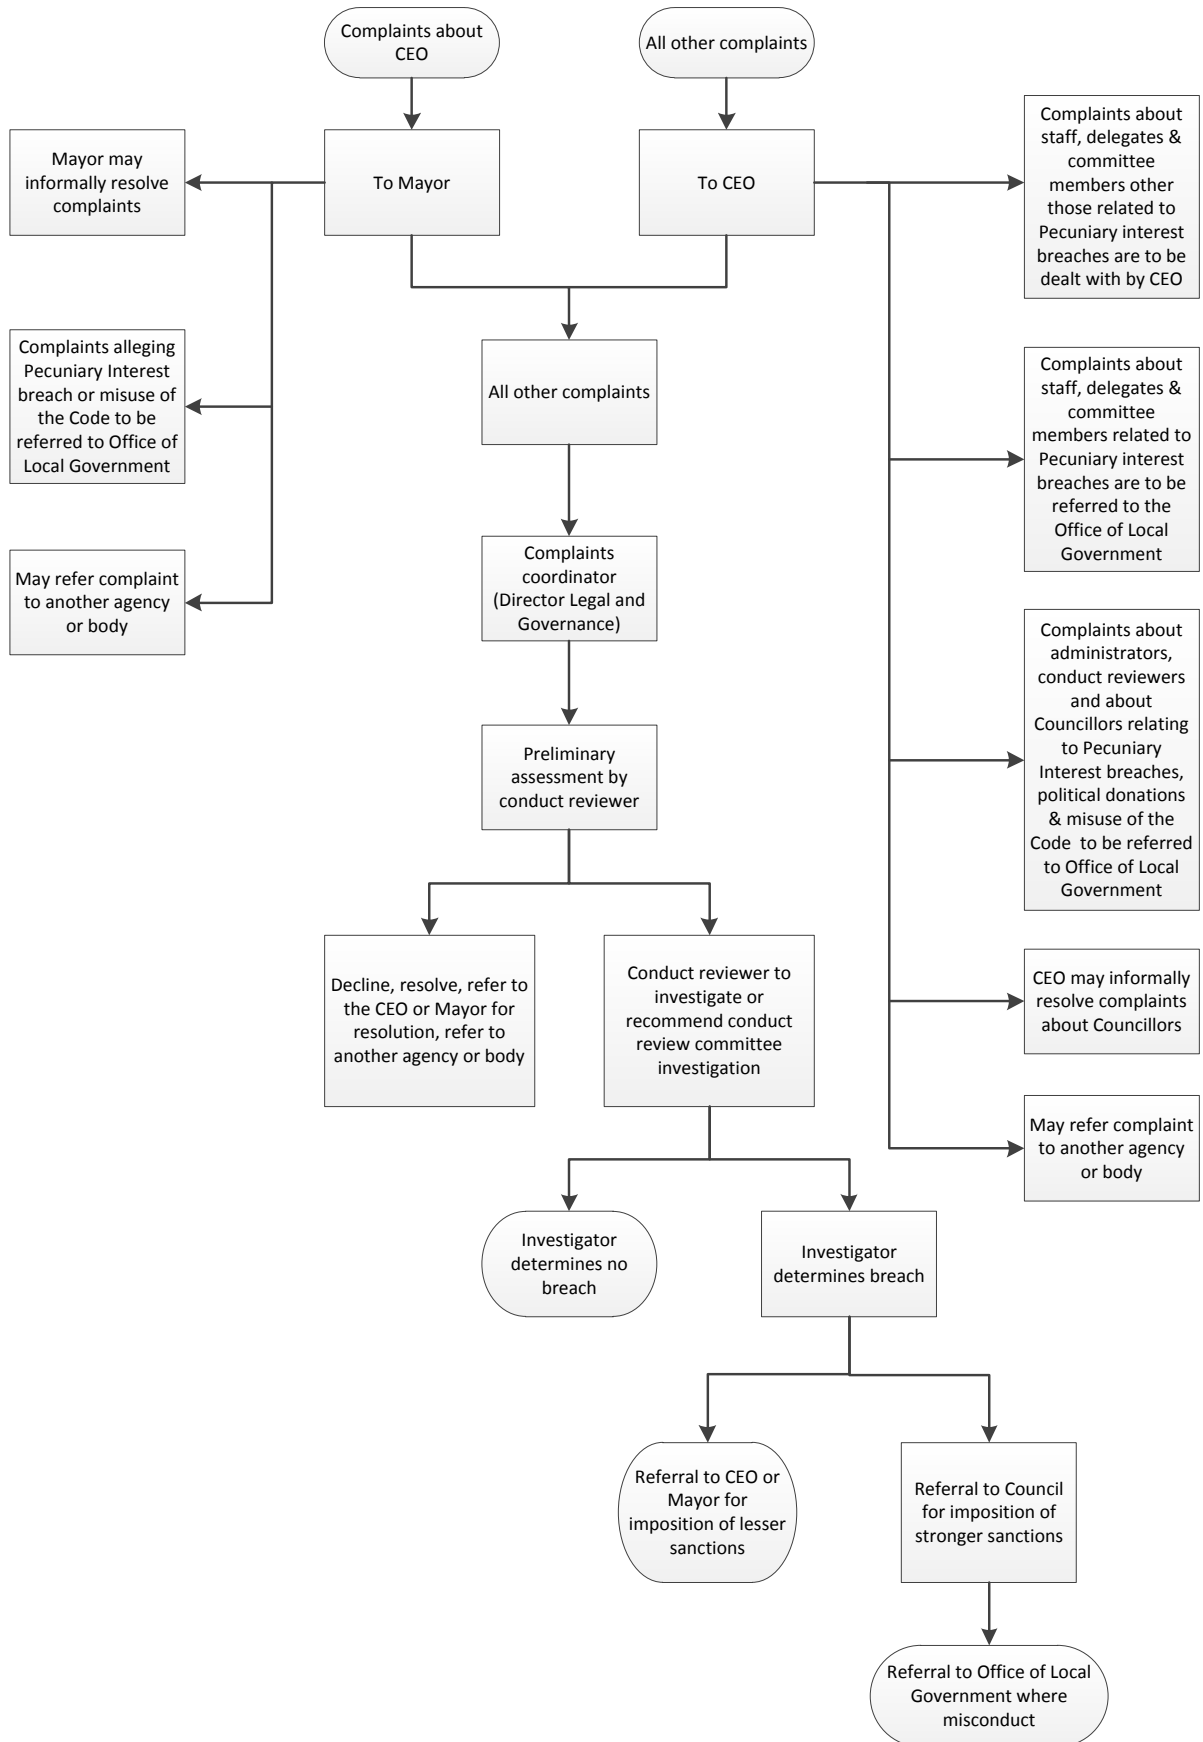 Complaints about
CEO
All other complaints
Mayor may
informally resolve
complaints
To Mayor
To CEO
Complaints about
staff, delegates &
committee
members other
those related to
Pecuniary interest
breaches are to be
dealt with by CEO
Complaints alleging
Pecuniary Interest
breach or misuse of
the Code to be
referred to Office of
Local Government
All other complaints
Complaints about
staff, delegates &
committee
members related to
Pecuniary interest
breaches are to be
referred to the
Office of Local
Government
May refer complaint
to another agency
or body
Complaints
coordinator
(Director Legal and
Governance)
Complaints about
administrators,
conduct reviewers
and about
Councillors relating
to Pecuniary
Interest breaches,
political donations
& misuse of the
Code to be referred
to Office of Local
Government
Preliminary
assessment by
conduct reviewer
Decline, resolve, refer to
the CEO or Mayor for
resolution, refer to
another agency or body
Conduct reviewer to
investigate or
recommend conduct
review committee
investigation
CEO may informally
resolve complaints
about Councillors
May refer complaint
to another agency
or body
Investigator
determines no
breach
Investigator
determines breach
Referral to CEO or
Mayor for
imposition of lesser
sanctions
Referral to Council
for imposition of
stronger sanctions
Referral to Office of Local
Government where
misconduct